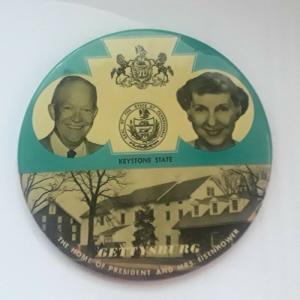 KEYSTONE STATE
GETTYSBURG
THE HOME OF PRESIDENT AND MRS. EISENHOWER